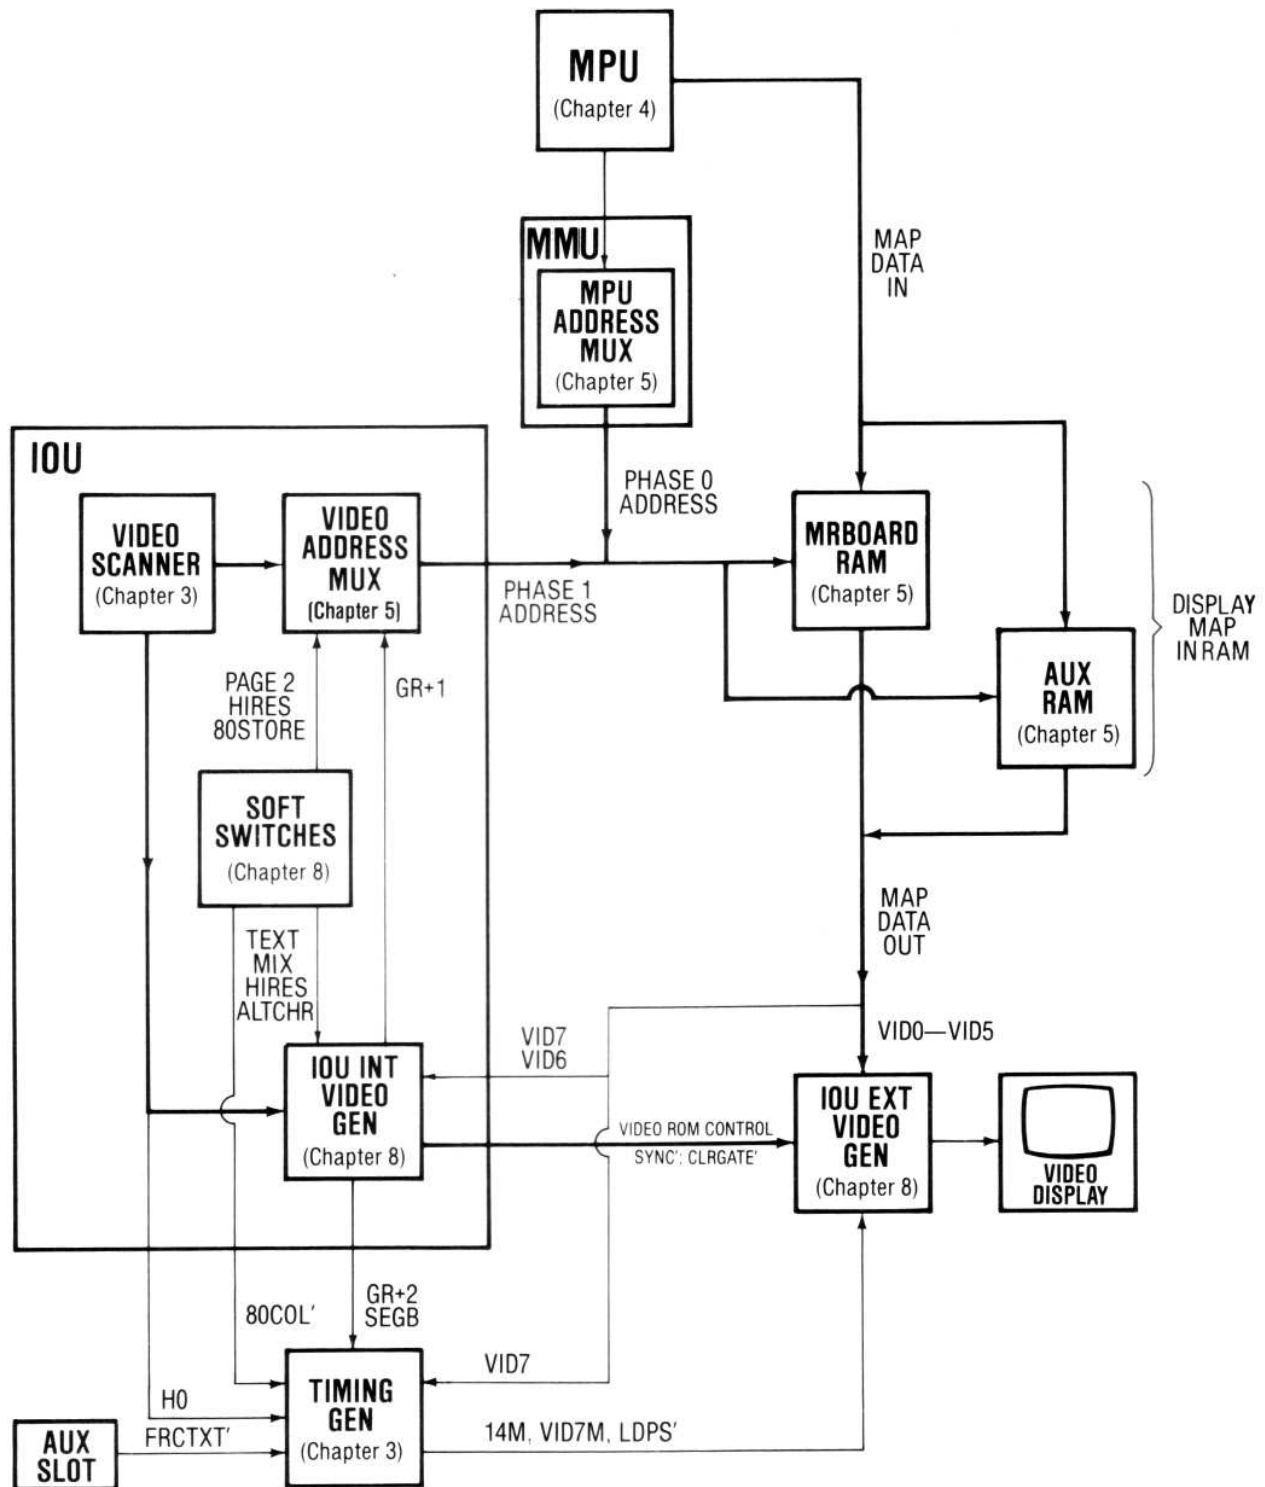 MPU
(Chapter 4)
MMU
MPU
ADDRESS
MUX
(Chapter 5)
MAP
DATA
IN
IOU
VIDEO
SCANNER
(Chapter 3)
VIDEO
ADDRESS
MUX
(Chapter 5)
PHASE 0
ADDRESS
PHASE 1
ADDRESS
MRBOARD
RAM
(Chapter 5)
AUX
RAM
(Chapter 5)
DISPLAY
MAP
IN RAM
PAGE 2
HIRES
80STORE
GR+1
SOFT
SWITCHES
(Chapter 8)
TEXT
MIX
HIRES
ALTCHR
MAP
DATA
OUT
VID7
VID6
VID0—VID5
IOU INT
VIDEO
GEN
(Chapter 8)
VIDEO ROM CONTROL
SYNC'; CLRGATE'
IOU EXT
VIDEO
GEN
(Chapter 8)
VIDEO
DISPLAY
80COL'
GR+2
SEGB
VID7
H0
FRCTXT'
AUX
SLOT
TIMING
GEN
(Chapter 3)
14M, VID7M, LDPS'